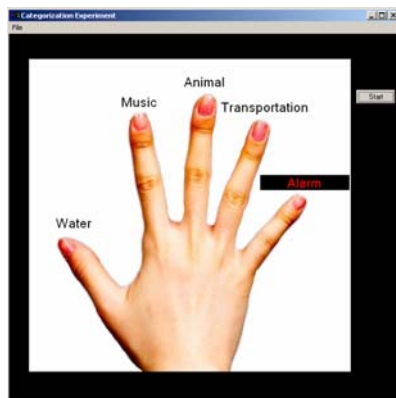 Categorization Experiment
File
Animal
Music
Transportation
Start
Alarm
Water